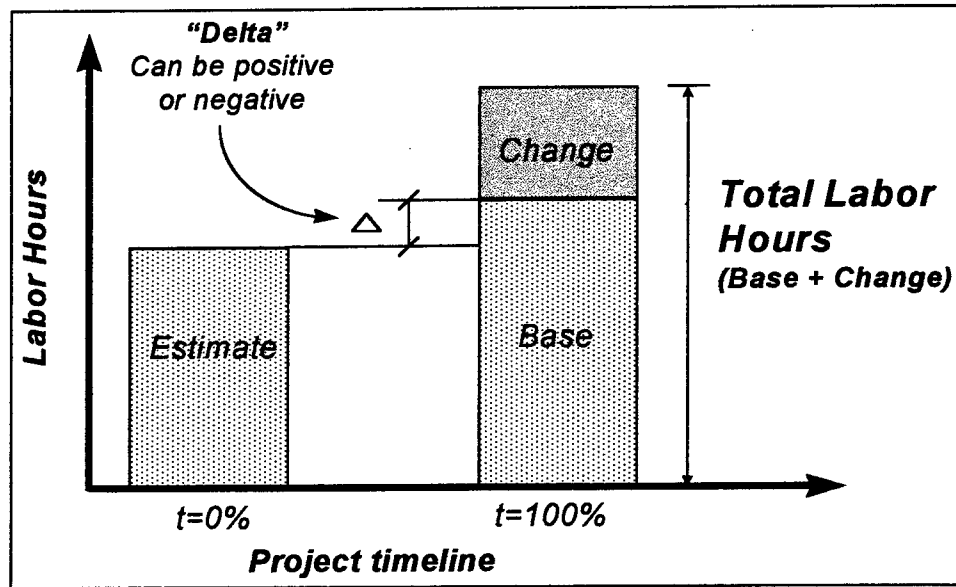 “Delta”
Can be positive
or negative
Labor Hours
Change
△
Estimate
Base
Total Labor
Hours
(Base + Change)
t=0%
t=100%
Project timeline